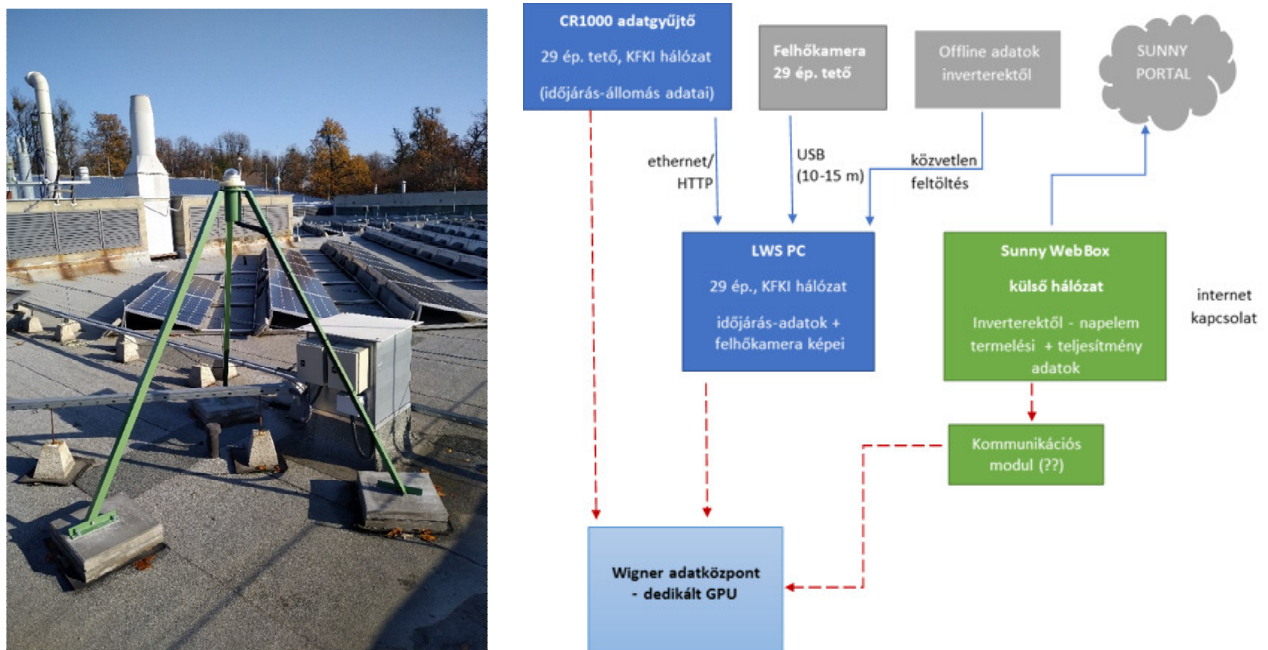 CR1000 adatgyűjtő
29 ép. tető, KFKI hálózat
(időjárás-állomás adatai)
Felhőkamera
29 ép. tető
Offline adatok
inverterektől
SUNNY
PORTAL
ethernet/
HTTP
USB
(10-15 m)
közvetlen
feltöltés
LWS PC
29 ép., KFKI hálózat
időjárás-adatok +
felhőkamera képei
Sunny WebBox
külső hálózat
Inverterektől - napelem
termelési + teljesítmény
adatok
internet
kapcsolat
Kommunikációs
modul (??)
Wigner adatközpont
- dedikált GPU